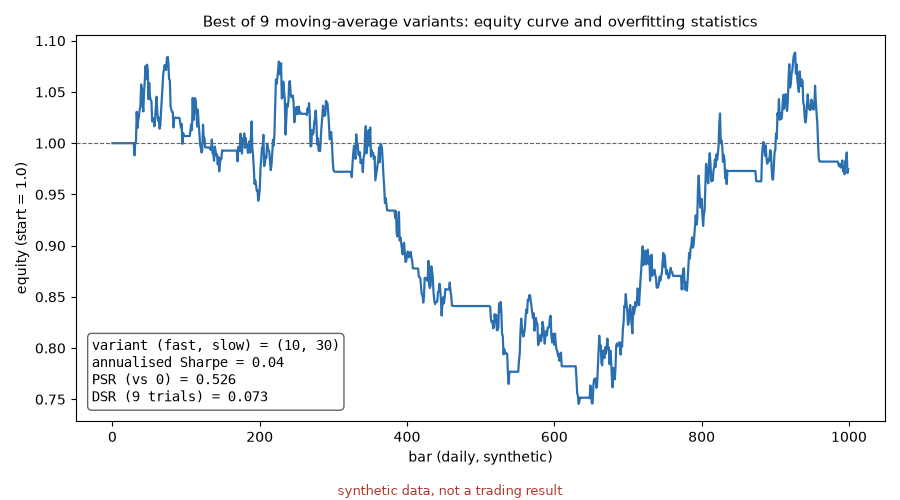 Best of 9 moving-average variants: equity curve and overfitting statistics
equity (start = 1.0)
1.10
1.05
1.00
0.95
0.90
0.85
0.80
0.75
variant (fast, slow) = (10, 30)
annualised Sharpe = 0.04
PSR (vs 0) = 0.526
DSR (9 trials) = 0.073
0 200 400 600 800 1000
bar (daily, synthetic)
synthetic data, not a trading result